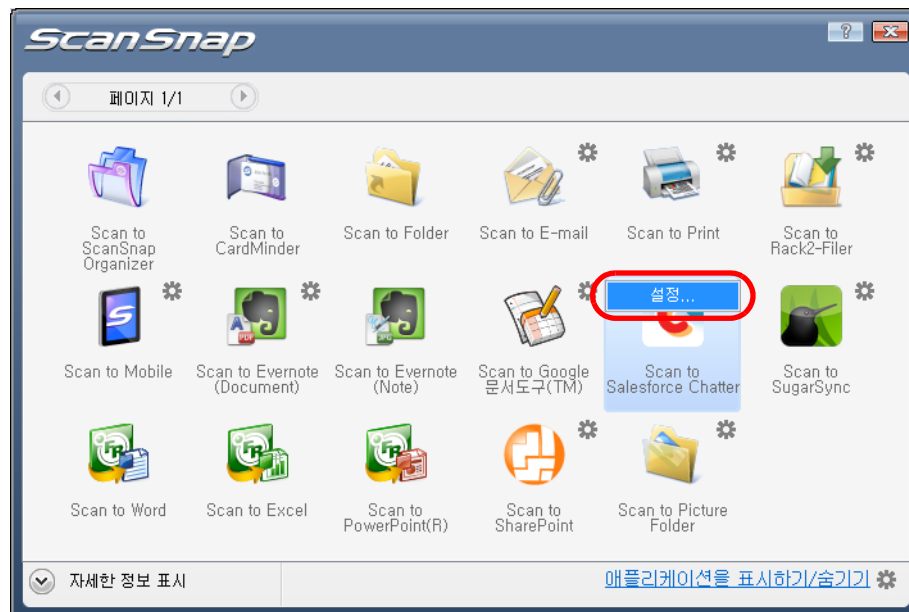 ScanSnap
페이지 1/1
Scan to
ScanSnap
Organizer
Scan to
CardMinder
Scan to Folder
Scan to E-mail
Scan to Print
Scan to
Rack2-Filer
Scan to Mobile
Scan to Evernote
(Document)
Scan to Evernote
(Note)
Scan to Google
문서도구(TM)
설정...
Scan to
Salesforce Chatter
Scan to
SugarSync
Scan to Word
Scan to Excel
Scan to
PowerPoint(R)
Scan to
SharePoint
Scan to Picture
Folder
자세한 정보 표시
애플리케이션을 표시하기/숨기기